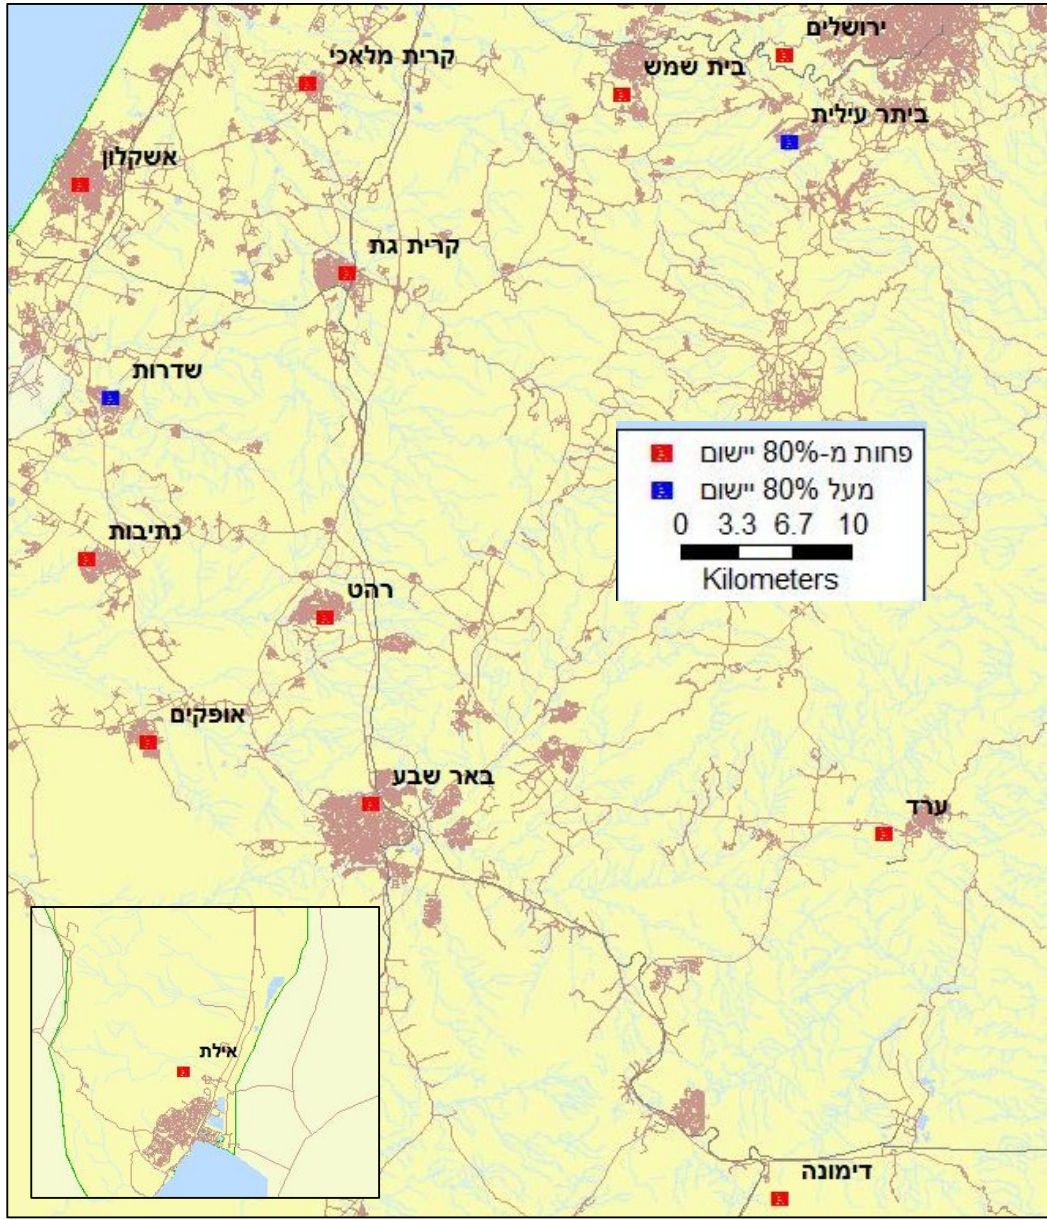 ירושלים
קרית מלאכי
בית שמש
ביתר עילית
אשקלון
קרית גת
שדרות
פחות מ-80% יישום
מעל 80% יישום
0 3.3 6.7 10
Kilometers
נתיבות
רהט
אופקים
באר שבע
ערד
אילת
דימונה